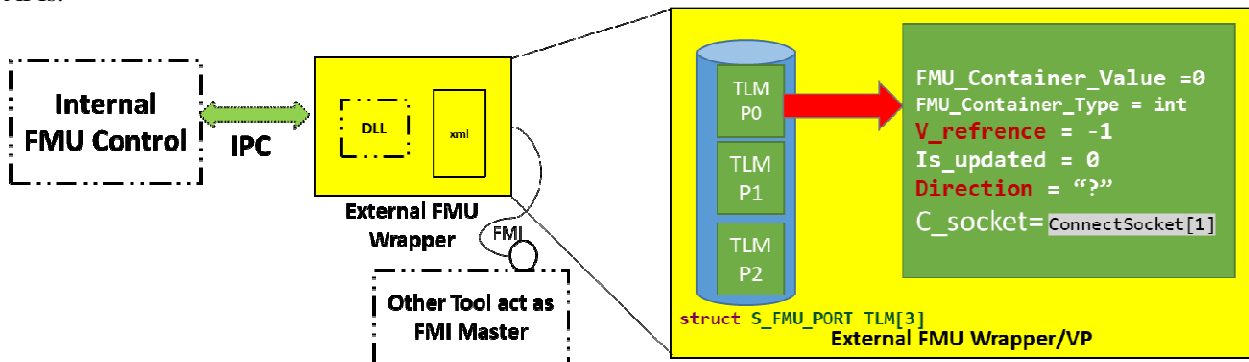 APIs.
Internal
FMU Control
IPC
DLL
xml
External FMU
Wrapper
FMI
Other Tool act as
FMI Master
TLM
P0
TLM
P1
TLM
P2
struct S_FMU_PORT TLM[3]
FMU_Container_Value =0
FMU_Container_Type = int
V_refrence = -1
Is_updated = 0
Direction = “?”
C_socket= ConnectSocket[1]
External FMU Wrapper/VP